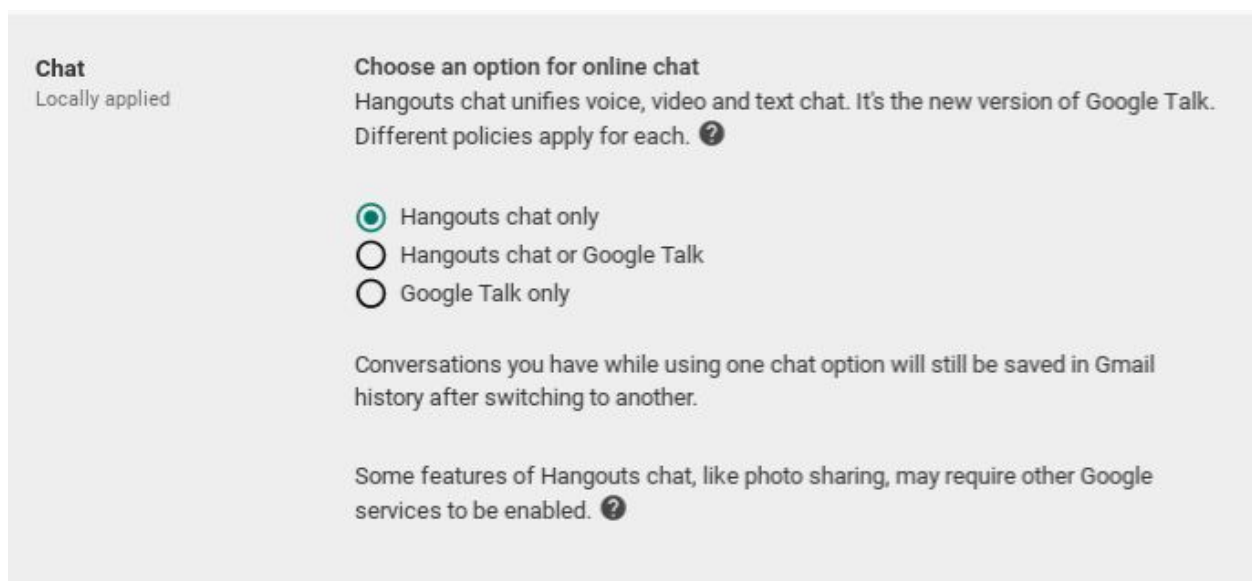 Chat
Locally applied
Choose an option for online chat
Hangouts chat unifies voice, video and text chat. It's the new version of Google Talk.
Different policies apply for each. ?
Hangouts chat only
Hangouts chat or Google Talk
Google Talk only
Conversations you have while using one chat option will still be saved in Gmail
history after switching to another.
Some features of Hangouts chat, like photo sharing, may require other Google
services to be enabled. ?